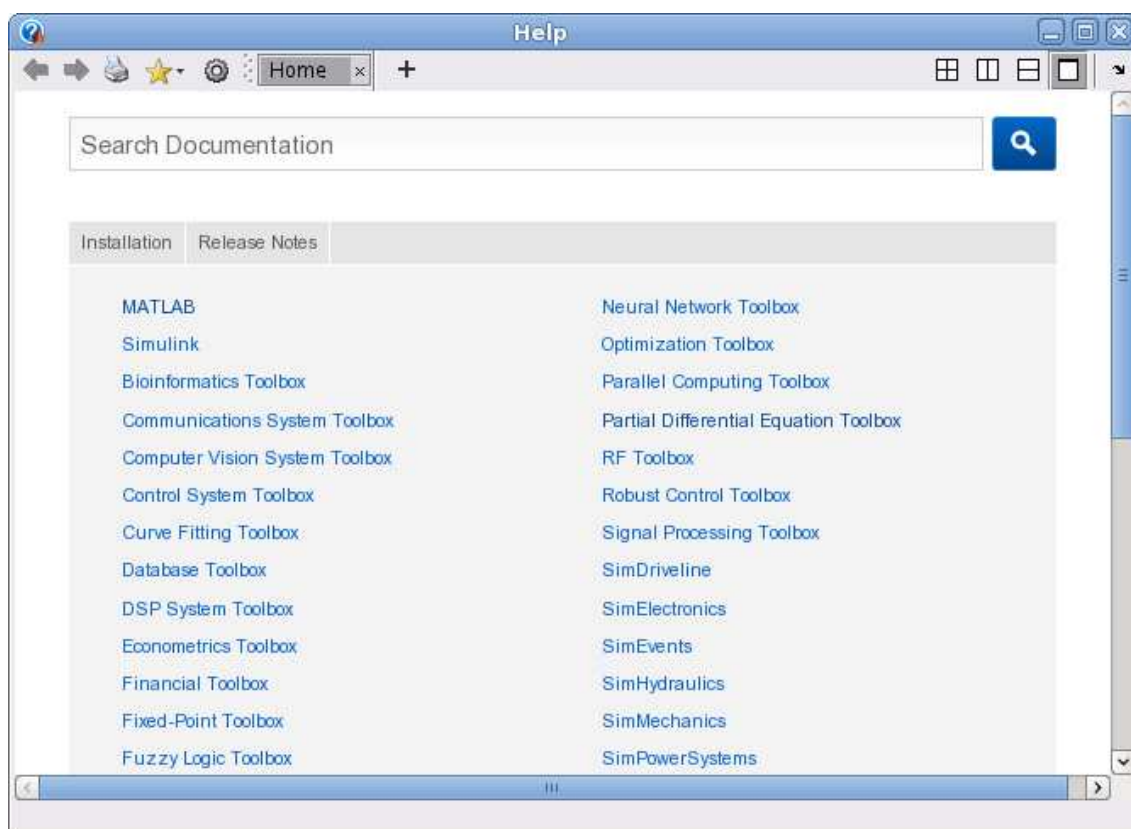 Help
Home
Search Documentation
Installation Release Notes
MATLAB
Simulink
Bioinformatics Toolbox
Communications System Toolbox
Computer Vision System Toolbox
Control System Toolbox
Curve Fitting Toolbox
Database Toolbox
DSP System Toolbox
Econometrics Toolbox
Financial Toolbox
Fixed-Point Toolbox
Fuzzy Logic Toolbox
Neural Network Toolbox
Optimization Toolbox
Parallel Computing Toolbox
Partial Differential Equation Toolbox
RF Toolbox
Robust Control Toolbox
Signal Processing Toolbox
SimDriveline
SimElectronics
SimEvents
SimHydraulics
SimMechanics
SimPowerSystems